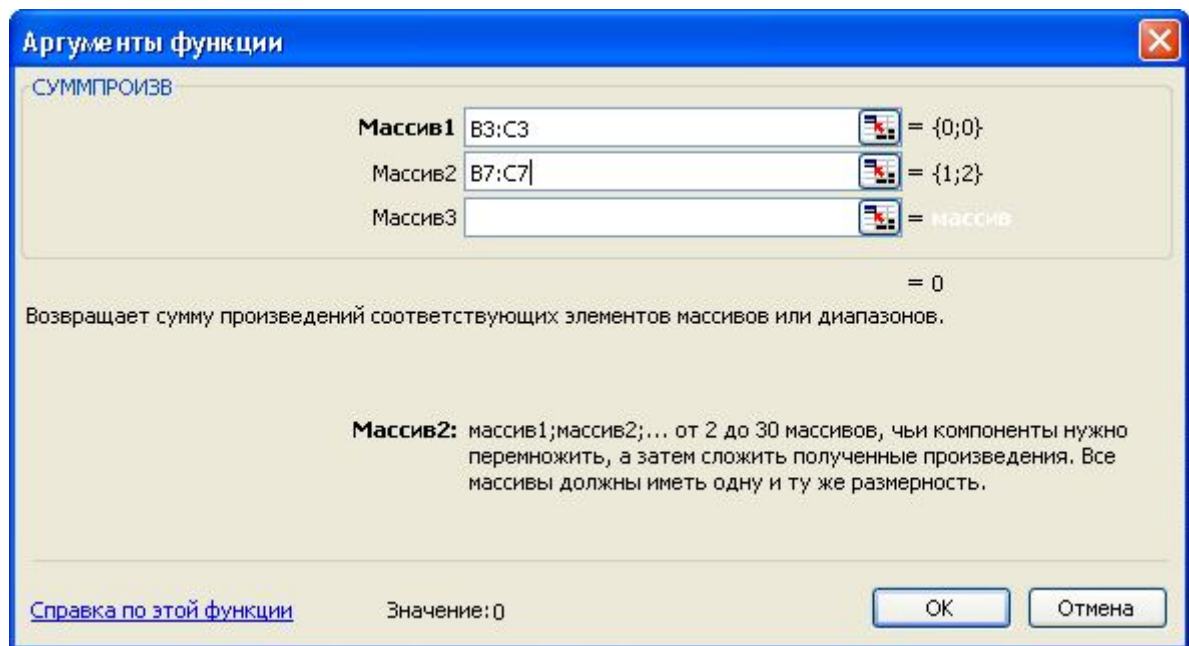 Аргументы функции
СУММПРОИЗВ
Массив1 B3:C3 = {0;0}
Массив2 B7:C7 = {1;2}
Массив3 = массив
= 0
Возвращает сумму произведений соответствующих элементов массивов или диапазонов.
Массив2: массив1;массив2;... от 2 до 30 массивов, чьи компоненты нужно
перемножить, а затем сложить полученные произведения. Все
массивы должны иметь одну и ту же размерность.
Справка по этой функции Значение:0 ОК Отмена